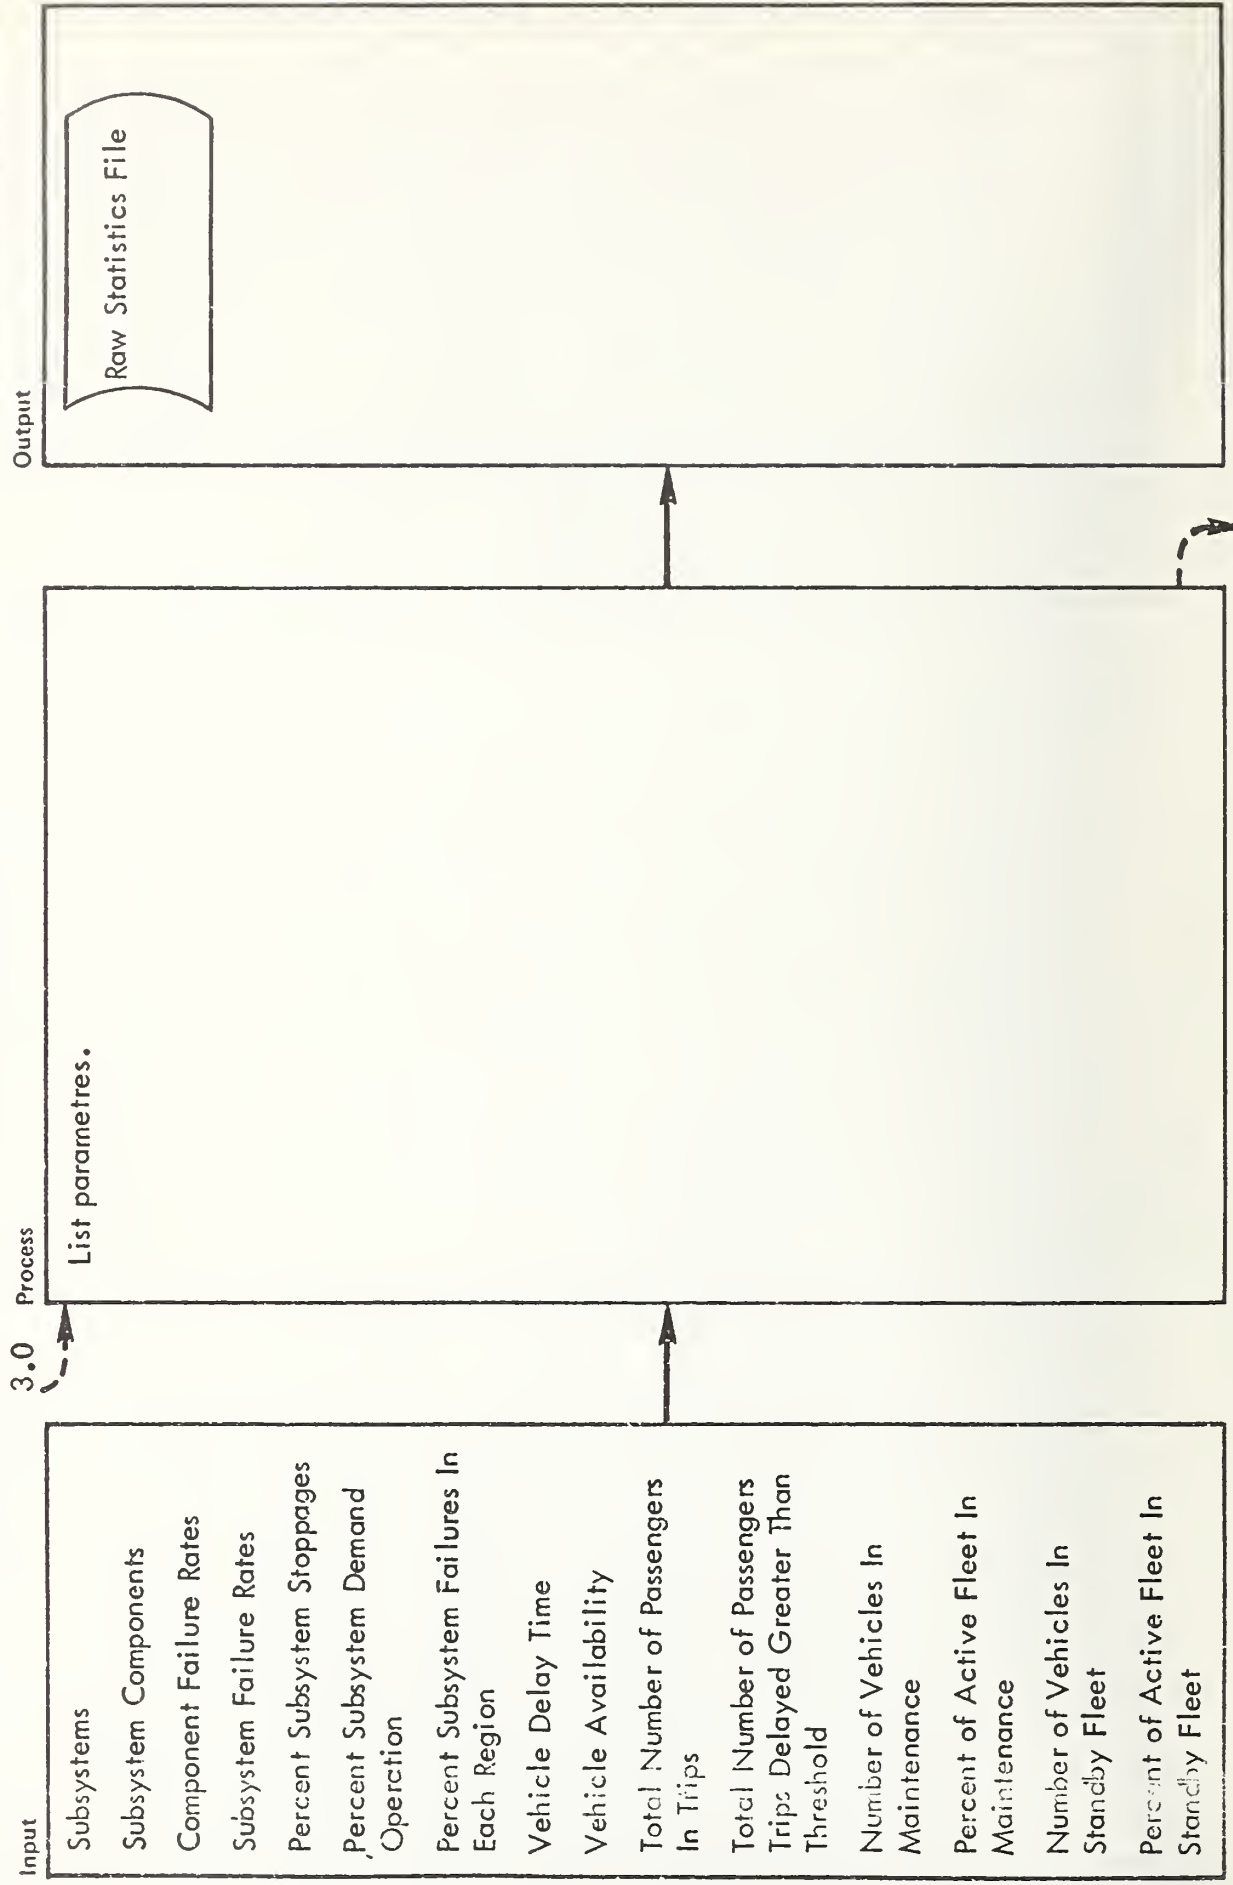 Input
Subsystems
Subsystem Components
Component Failure Rates
Subsystem Failure Rates
Percent Subsystem Stoppages
Percent Subsystem Demand
Operation
Percent Subsystem Failures In
Each Region
Vehicle Delay Time
Vehicle Availability
Total Number of Passengers
In Trips
Total Number of Passengers
Trips Delayed Greater Than
Threshold
Number of Vehicles In
Maintenance
Percent of Active Fleet In
Maintenance
Number of Vehicles In
Standby Fleet
Percent of Active Fleet In
Standby Fleet
3.0
Process
List parametres.
Output
Raw Statistics File